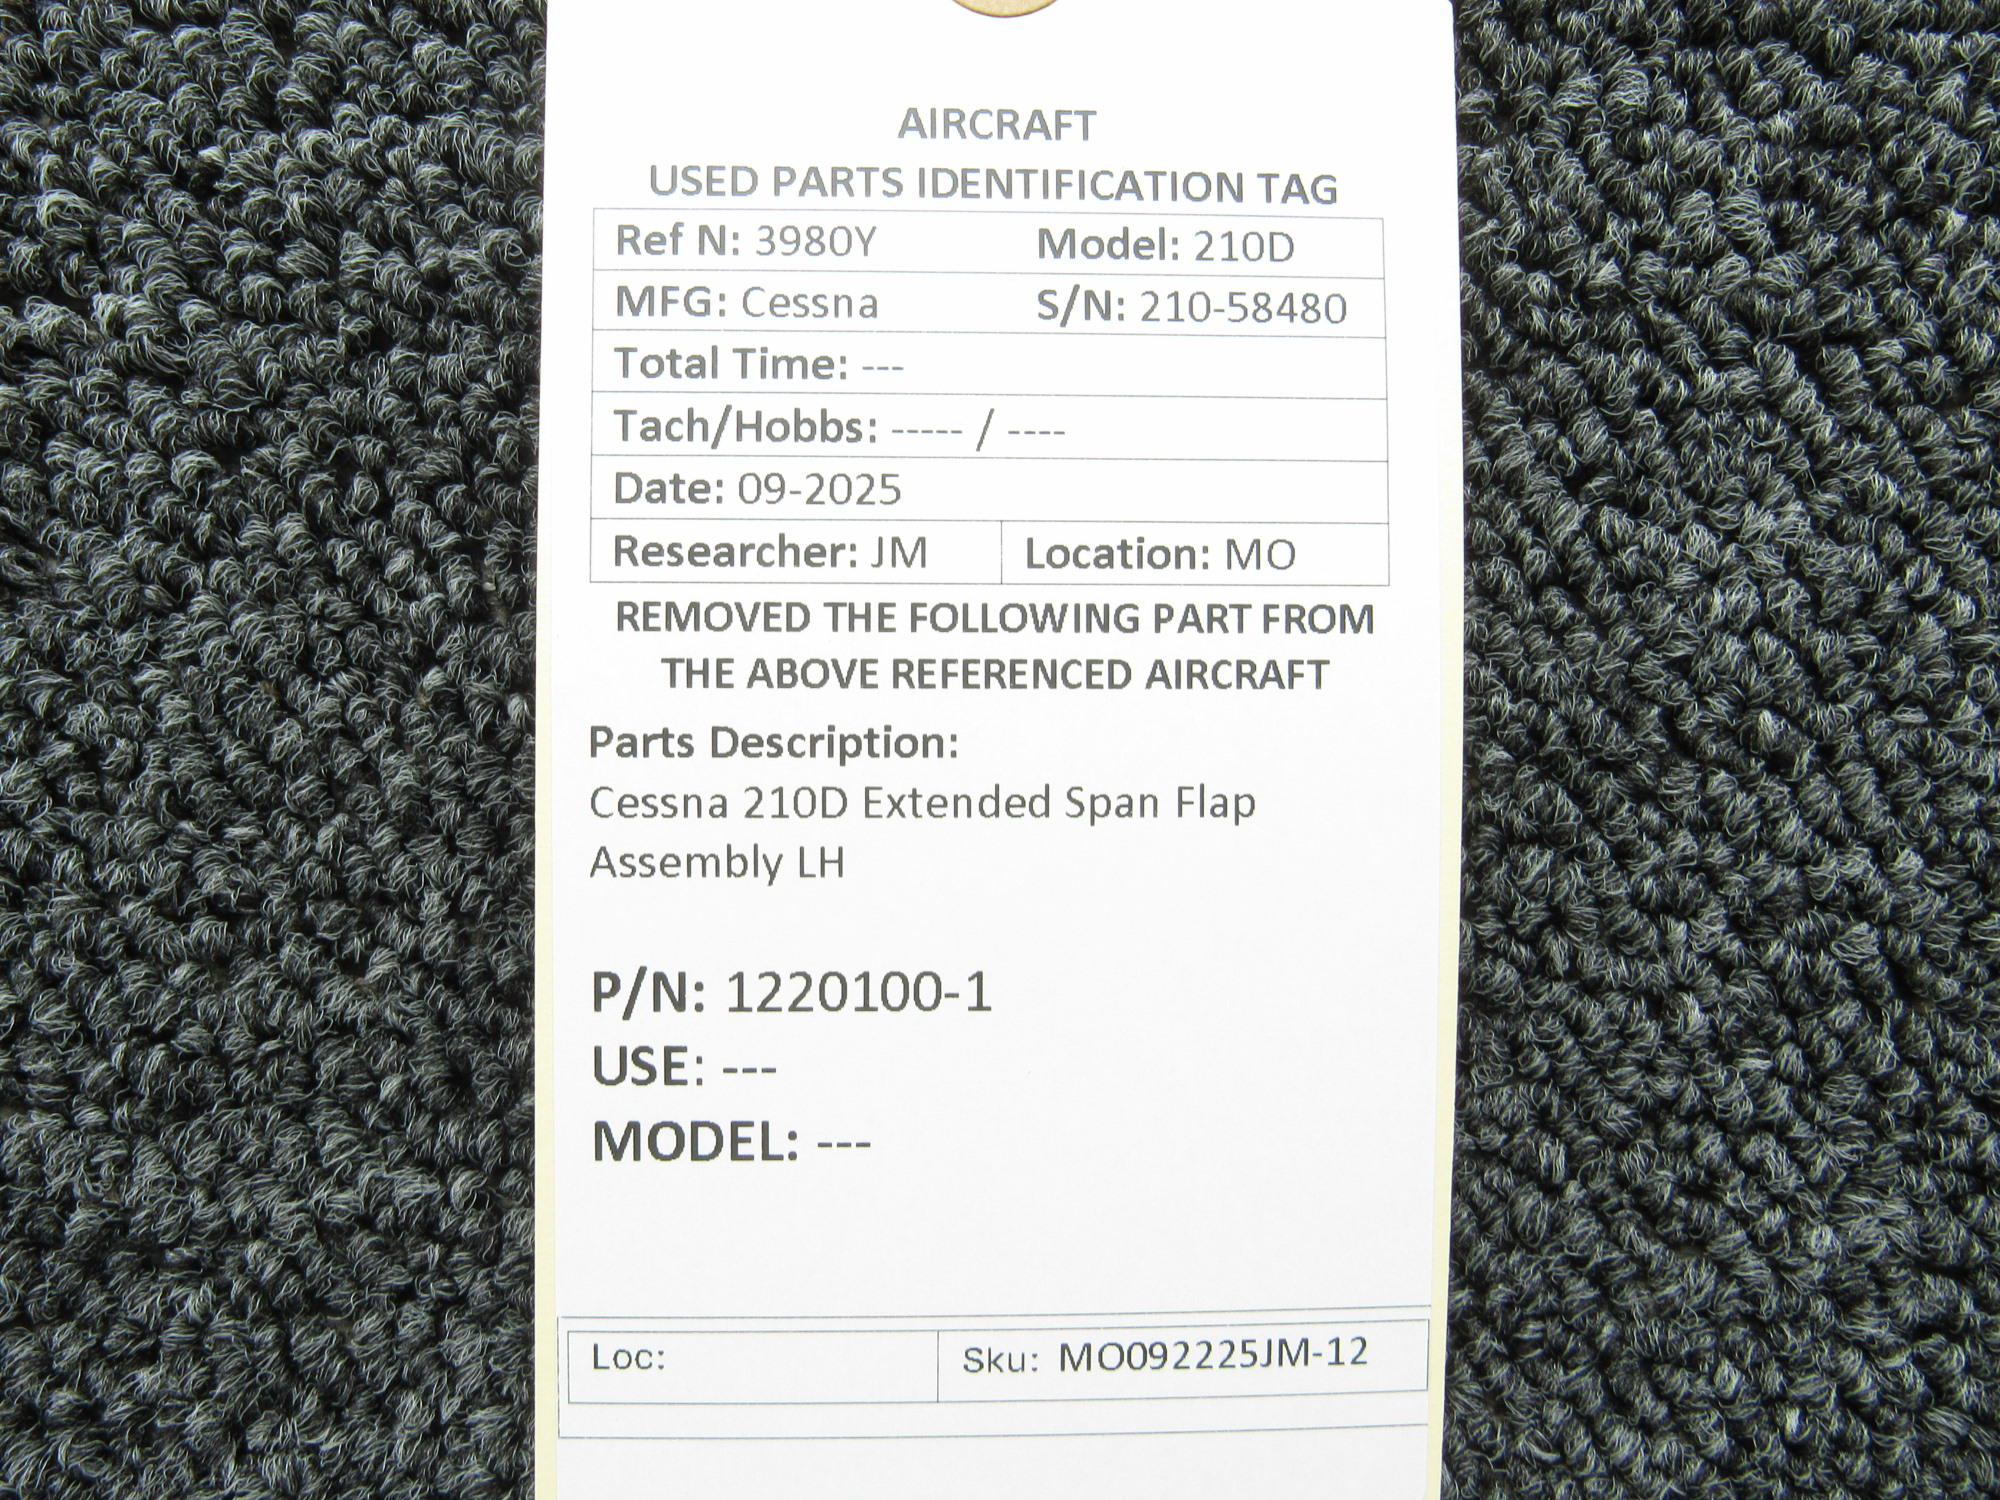 AIRCRAFT
USED PARTS IDENTIFICATION TAG
Ref N: 3980Y Model: 210D
MFG: Cessna S/N: 210-58480
Total Time: ---
Tach/Hobbs: ----- / ----
Date: 09-2025
Researcher: JM Location: MO
REMOVED THE FOLLOWING PART FROM
THE ABOVE REFERENCED AIRCRAFT
Parts Description:
Cessna 210D Extended Span Flap
Assembly LH
P/N: 1220100-1
USE: ---
MODEL: ---
Loc: Sku: MO092225JM-12